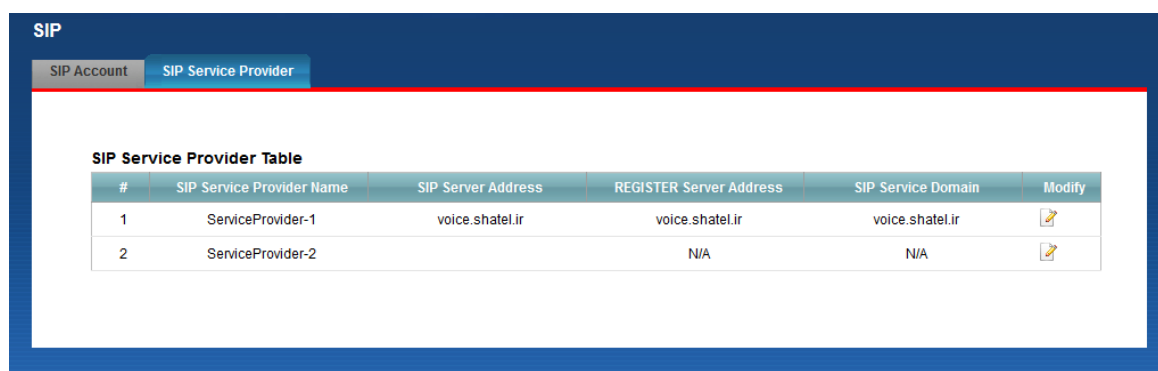 SIP
SIP Account SIP Service Provider
SIP Service Provider Table
# SIP Service Provider Name SIP Server Address REGISTER Server Address SIP Service Domain Modify
1 ServiceProvider-1 voice.shatel.ir voice.shatel.ir voice.shatel.ir
2 ServiceProvider-2 N/A N/A